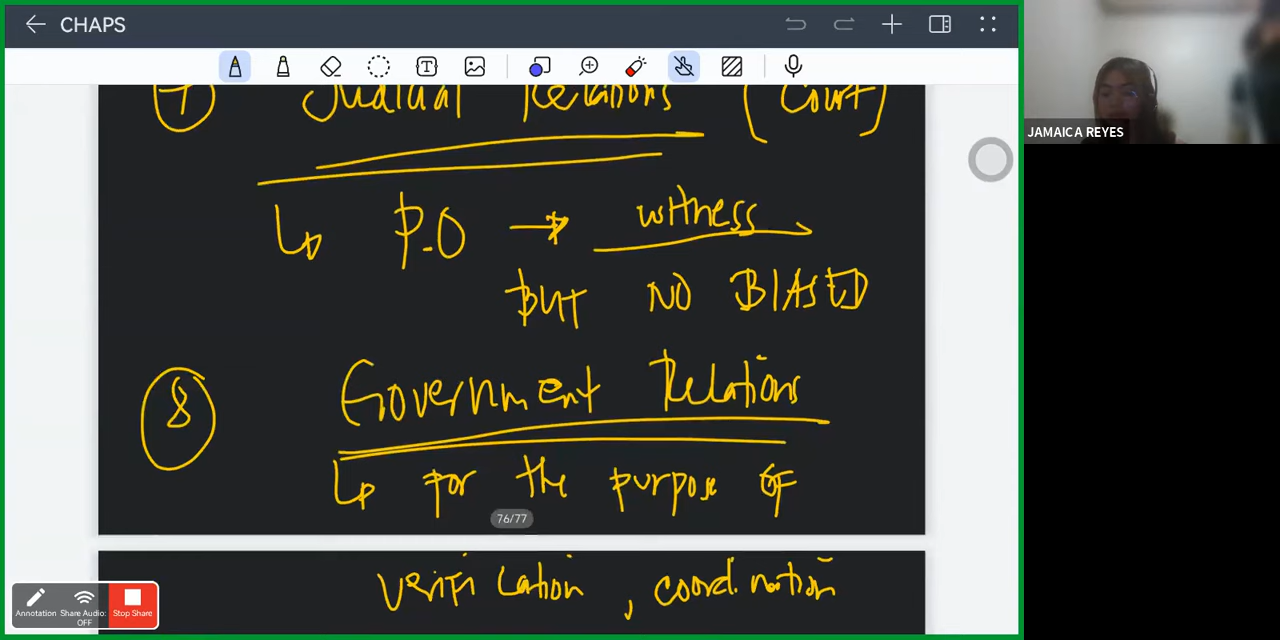 CHAPS
JAMAICA REYES
7 Judicial Relations (Court)
P.O → witness
BUT NO BIASED
8 Government Relations
for the purpose of
76/77
verification, coordination
Annotation
Share Audio: OFF
Stop Share